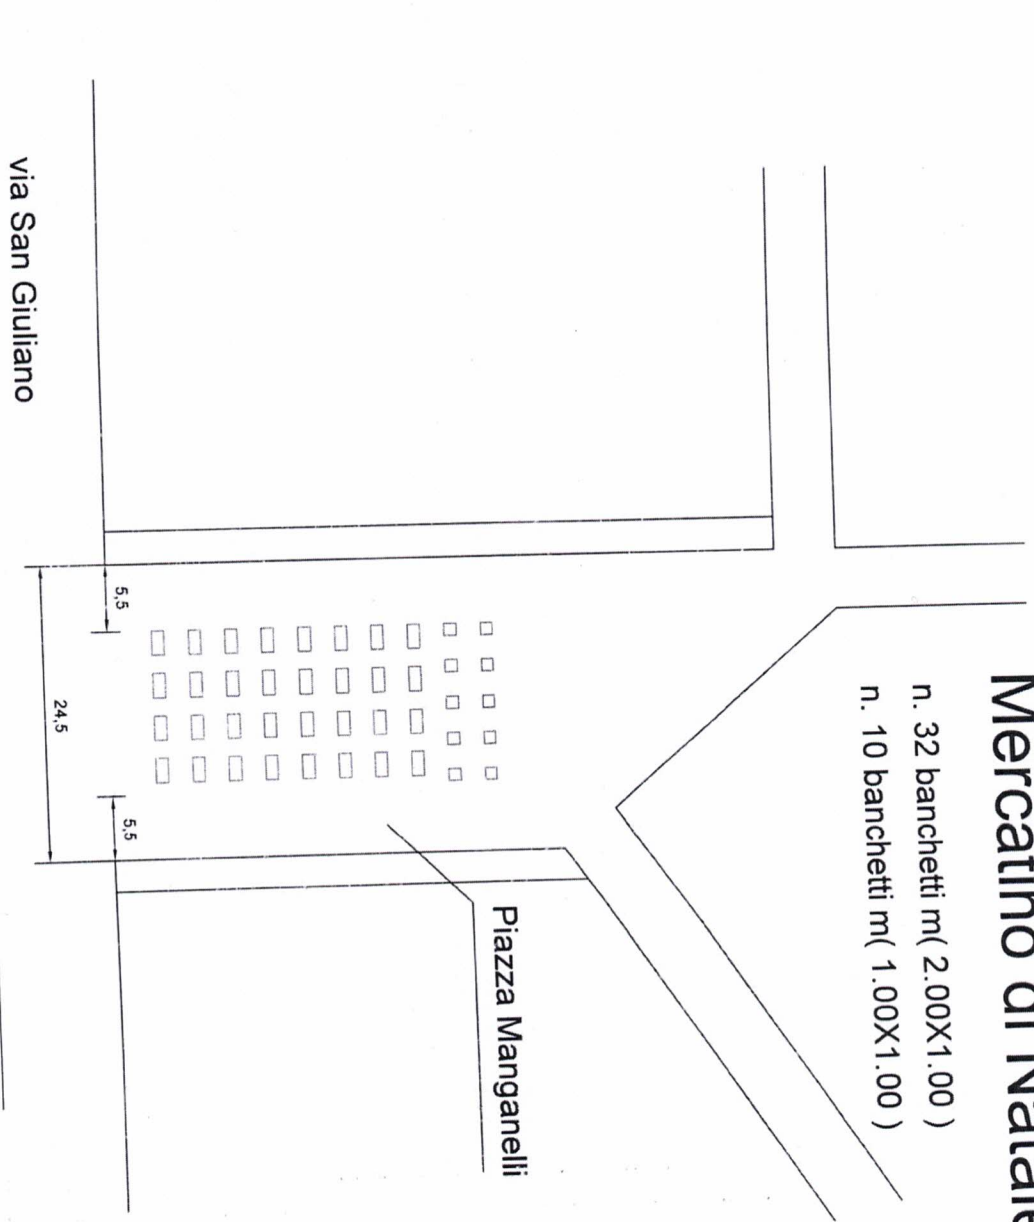 Mercatino di Natale
n. 32 banchetti m( 2.00X1.00 )
n. 10 banchetti m( 1.00X1.00 )
Piazza Manganelli
5,5
24,5
5,5
via San Giuliano